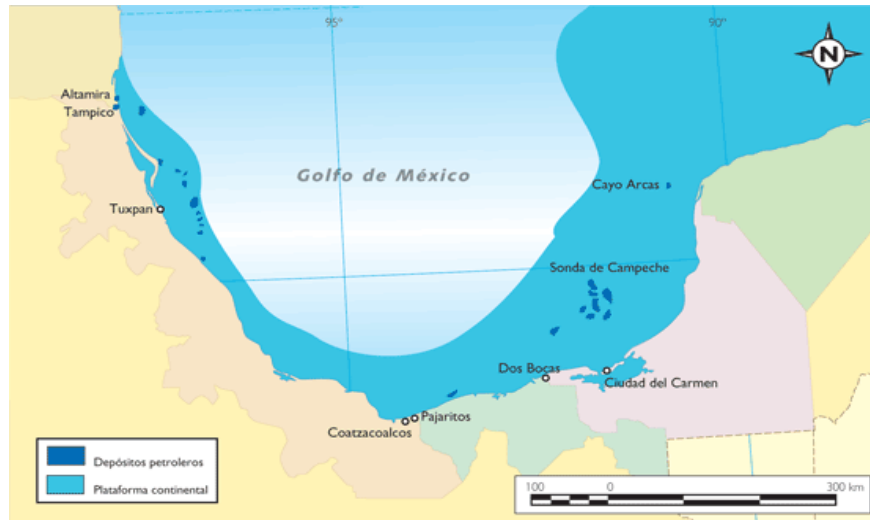 95°
90°
N
Altamira
Tampico
Golfo de México
Cayo Arcas
Tuxpan
Sonda de Campeche
Dos Bocas
Ciudad del Carmen
Pajaritos
Coatzacoalcos
Depósitos petroleros
Plataforma continental
100 0 300 km